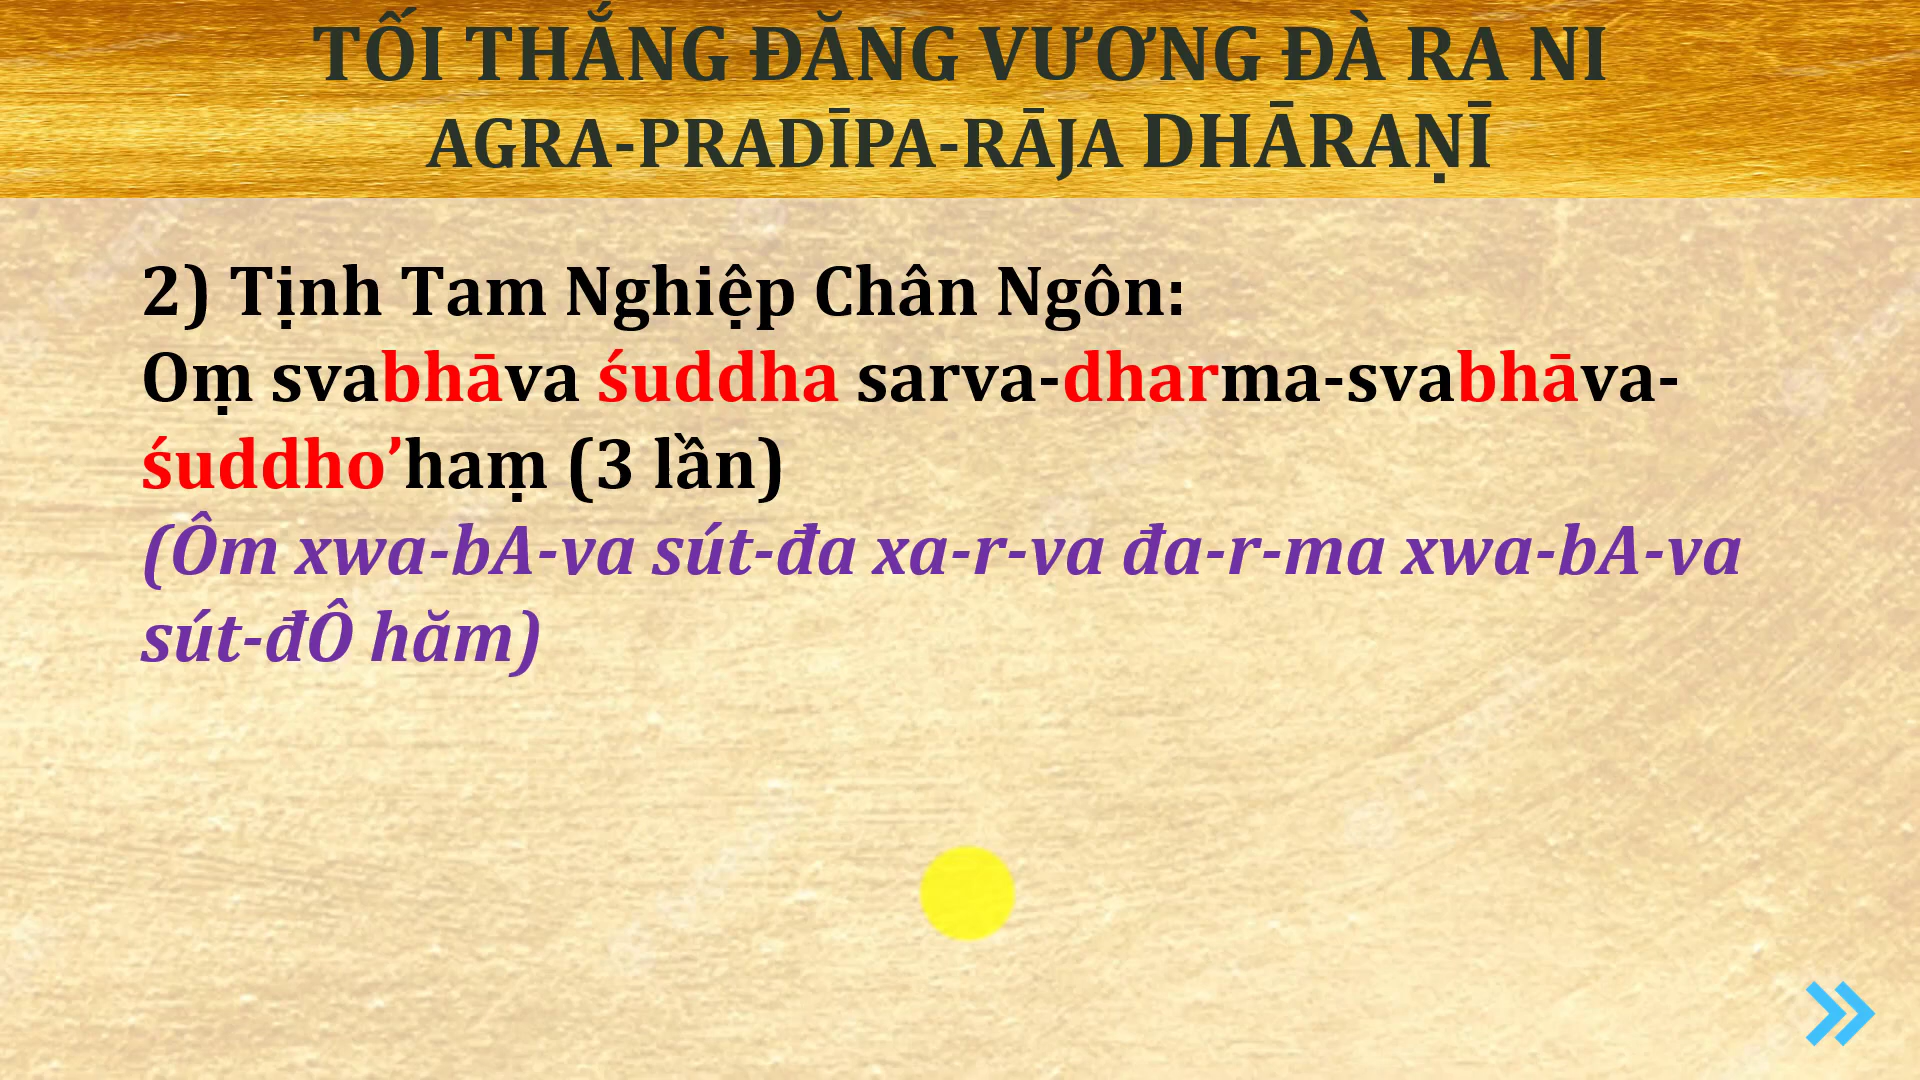 TỐI THẮNG ĐĂNG VƯƠNG ĐÀ RA NI
AGRA-PRADĪPA-RĀJA DHĀRAṆĪ
2) Tịnh Tam Nghiệp Chân Ngôn:
Oṃ svabhāva śuddha sarva-dharma-svabhāva-
śuddho’haṃ (3 lần)
(Ôm xwa-bA-va sút-đa xa-r-va đa-r-ma xwa-bA-va
sút-đÔ hăm)